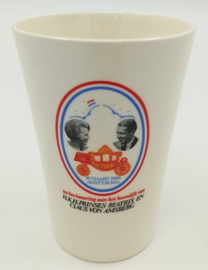 10 MAART 1966
AMSTERDAM
ter herinnering aan het huwelijk van
H.K.H. PRINSES BEATRIX EN
CLAUS VON AMSBERG